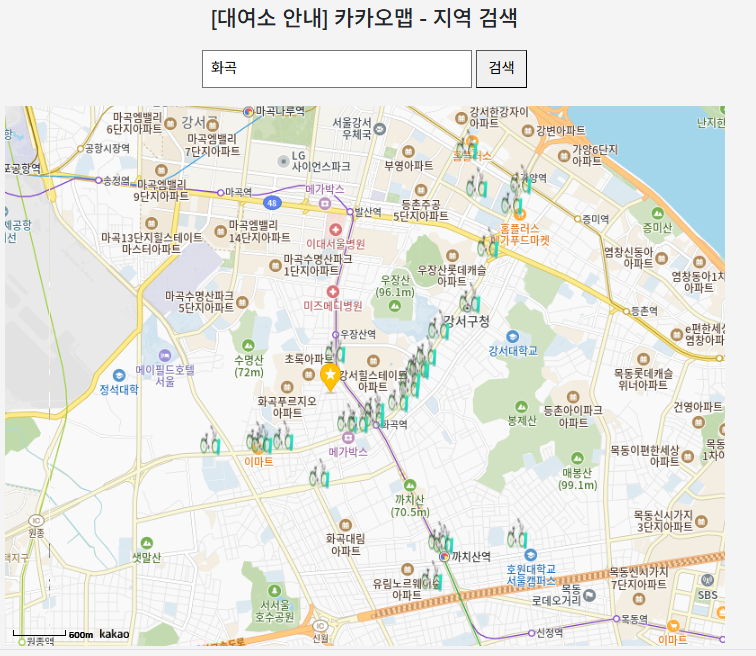 [대여소 안내] 카카오맵 - 지역 검색
화곡
검색
마곡엠밸리
6단지아파트
강서구
마곡나루역
서울강서
우체국
강서한강자이
아파트
강변아파트
난지한
공항시장역
마곡엠밸리
7단지아파트
LG
사이언스파크
부영아파트
홈플러스
가양6단지
아파트
포공항역
송정역
마곡엠밸리
9단지아파트
마곡역
메가박스
48
발산역
등촌주공
5단지아파트
가양역
증미역
증미산
홈플러스
가푸드마켓
마곡13단지힐스테이트
마스터아파트
마곡엠밸리
14단지아파트
이대서울병원
마곡수명산파크
1단지아파트
우장산
(96.1m)
우장산롯데캐슬
아파트
염창신동아
아파트
염창동아1차
아파트
마곡수명산파크
5단지아파트
미즈메디병원
강서구청
등촌역
우장산역
수명산
(72m)
초록아파트
강서대학교
e편한세상
염창아파트
메이필드호텔
서울
정석대학
강서힐스테이트
아파트
목동롯데캐슬
위너아파트
화곡푸르지오
아파트
봉제산
등촌아이파크
아파트
건영아파트
화곡역
메가박스
이마트
목동이편한세상
아파트
매봉산
(99.1m)
까치산
(70.5m)
IC
원종
화곡대림
아파트
목동신시가지
3단지아파트
샛말산
까치산역
호원대학교
서울캠퍼스
유림노르웨이숲
아파트
목동신시가지
7단지아파트
SBS
서서울
호수공원
목동
로데오거리
IC
신월
목동역
신정역
이마트
600m
kakao
원종역